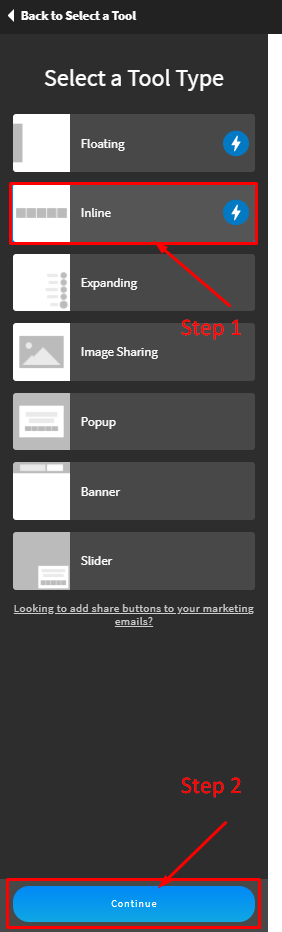 Back to Select a Tool
Select a Tool Type
Floating
Inline
Expanding
Step 1
Image Sharing
Popup
Banner
Slider
Looking to add share buttons to your marketing
emails?
Step 2
Continue